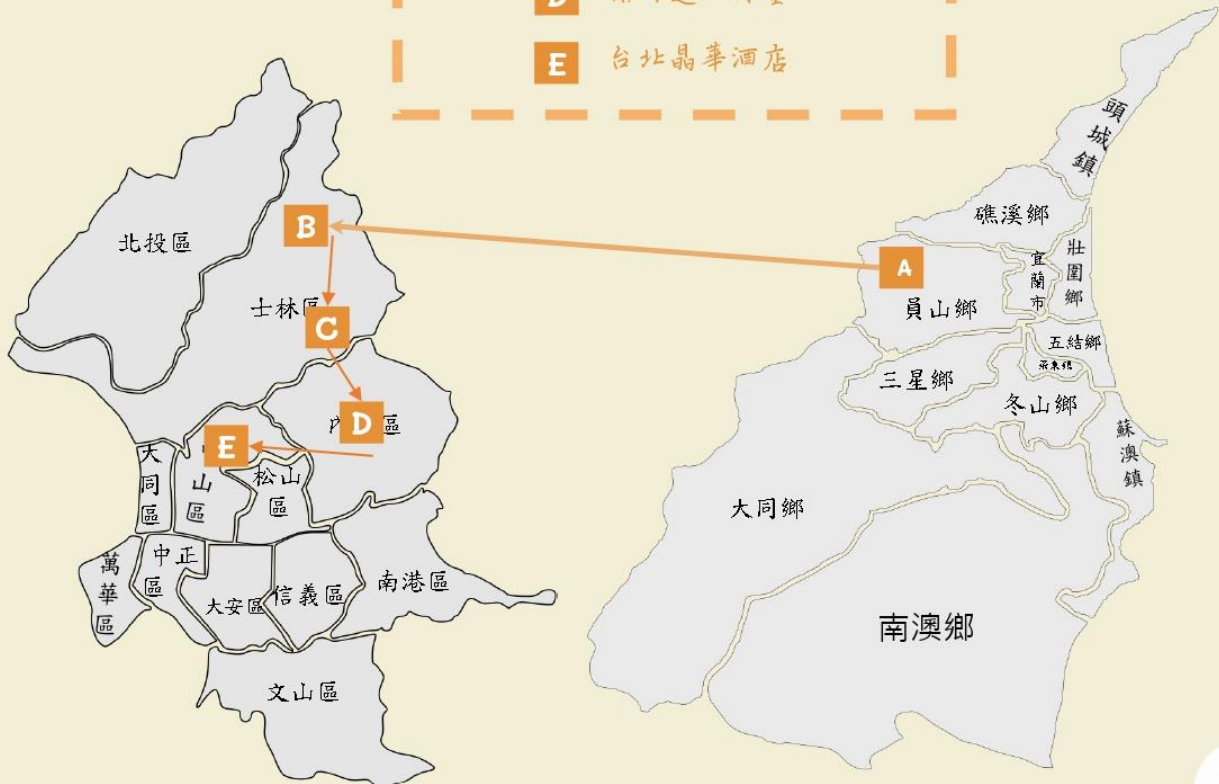 D
E 台北晶華酒店
頭城鎮
礁溪鄉
北投區
B
壯圍鄉
宜蘭市
A
員山鄉
士林區
C
五結鄉
三星鄉
冬山鄉
D
區
E
蘇澳鎮
大同區
山區
松山區
大同鄉
中正區
萬華區
大安區
信義區
南港區
南澳鄉
文山區